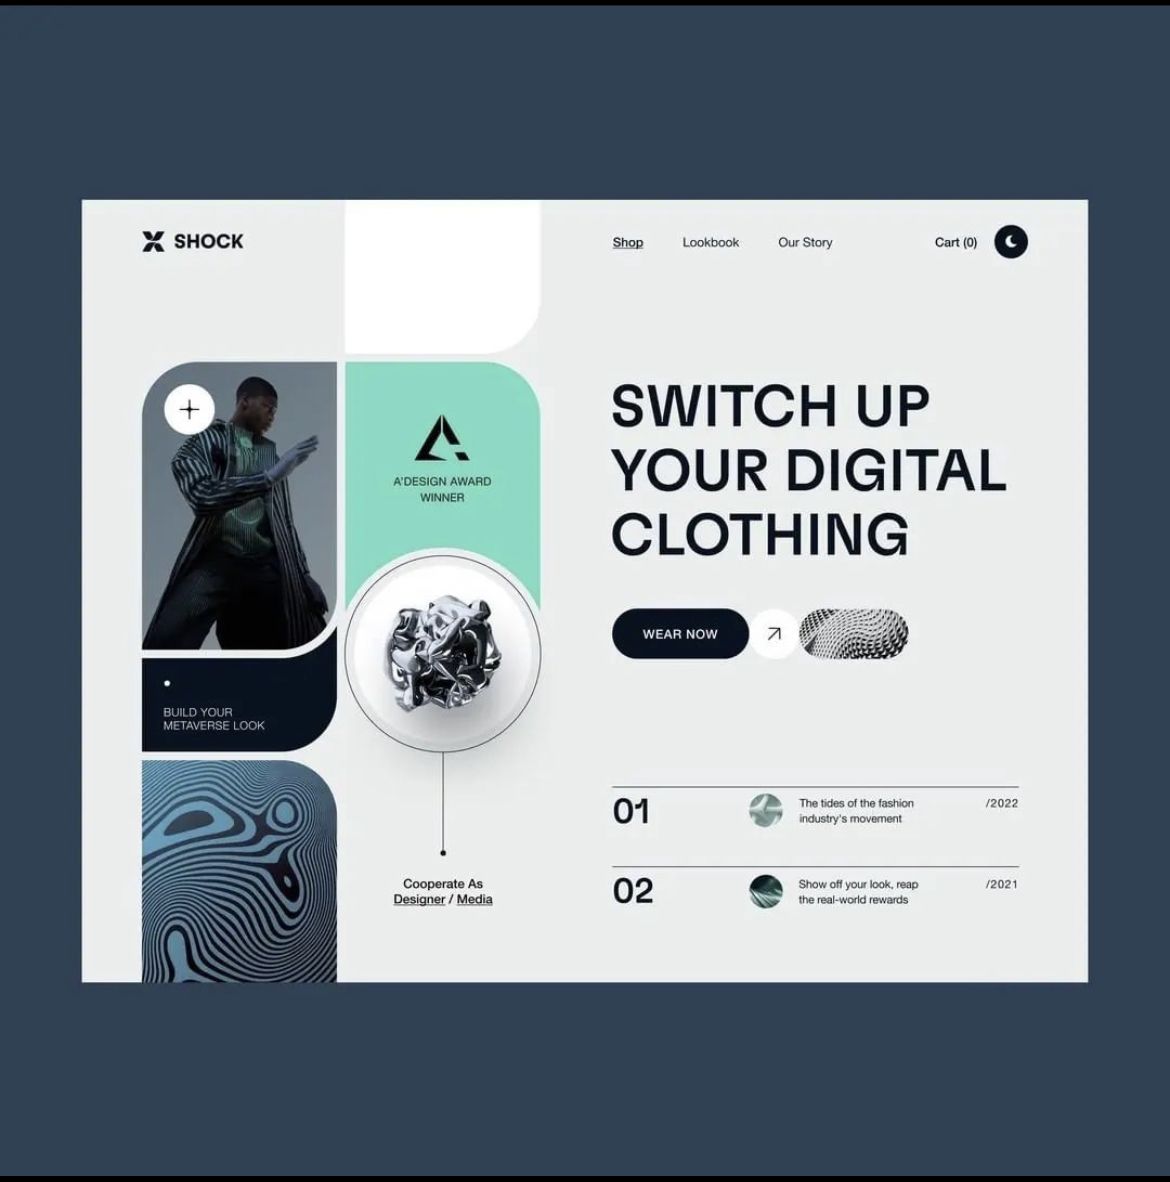 SHOCK
Shop
Lookbook
Our Story
Cart (0)
A'DESIGN AWARD
WINNER
BUILD YOUR
METAVERSE LOOK
Cooperate As
Designer / Media
SWITCH UP
YOUR DIGITAL
CLOTHING
WEAR NOW
01
The tides of the fashion
industry's movement
/2022
02
Show off your look, reap
the real-world rewards
/2021